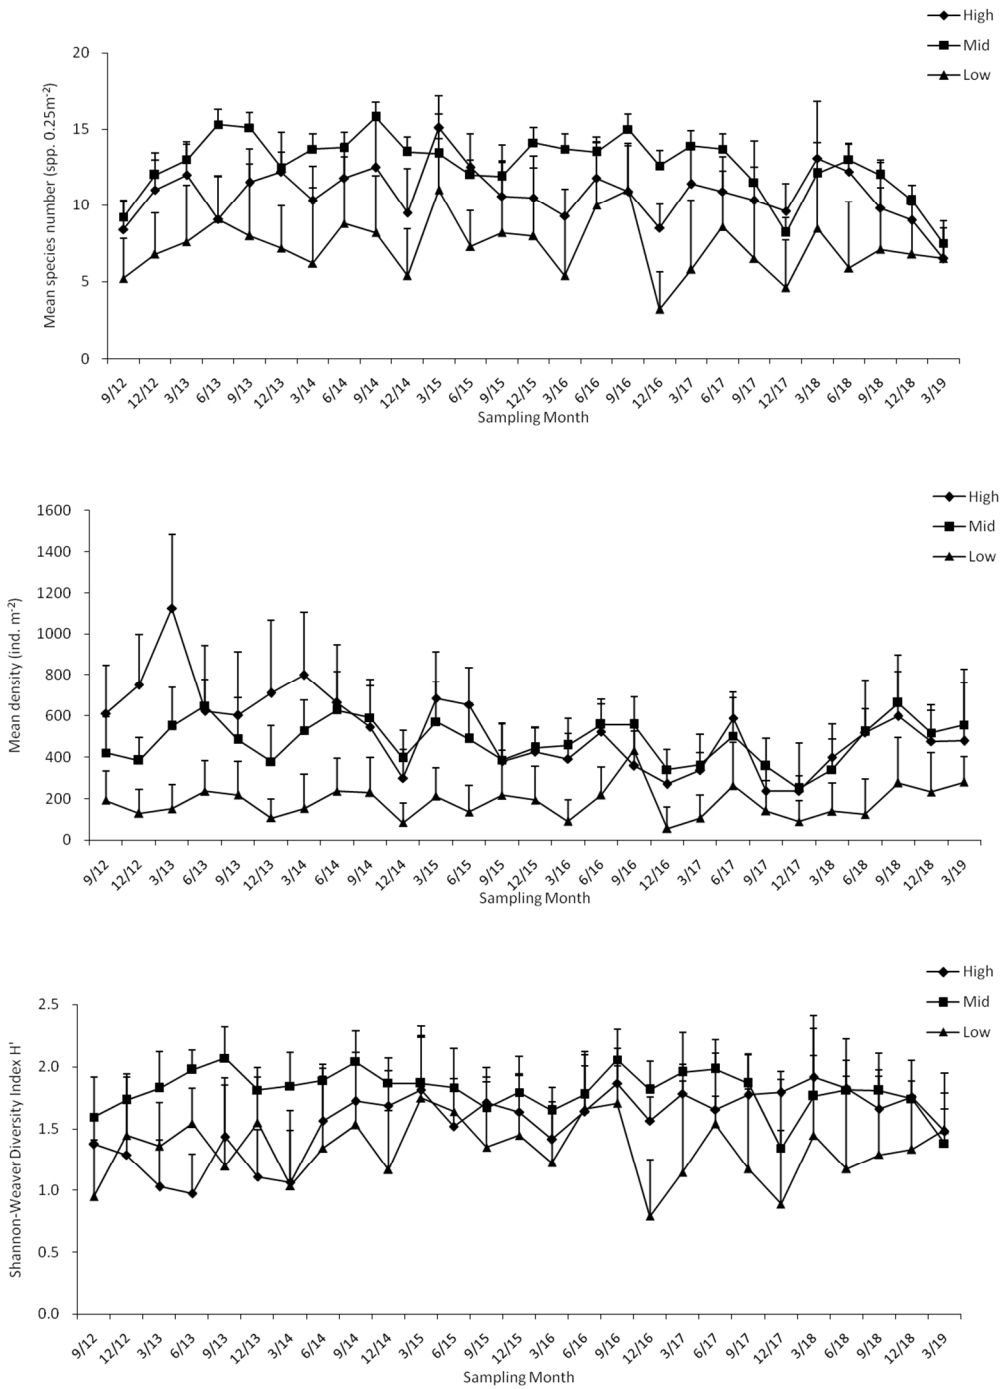 High
Mid
Low
20
15
10
5
0
Mean species number (spp. 0.25m-2)
9/12 12/12 3/13 6/13 9/13 12/13 3/14 6/14 9/14 12/14 3/15 6/15 9/15 12/15 3/16 6/16 9/16 12/16 3/17 6/17 9/17 12/17 3/18 6/18 9/18 12/18 3/19
Sampling Month
High
Mid
Low
1600
1400
1200
1000
800
600
400
200
0
Mean density (ind. m-2)
9/12 12/12 3/13 6/13 9/13 12/13 3/14 6/14 9/14 12/14 3/15 6/15 9/15 12/15 3/16 6/16 9/16 12/16 3/17 6/17 9/17 12/17 3/18 6/18 9/18 12/18 3/19
Sampling Month
High
Mid
Low
2.5
2.0
1.5
1.0
0.5
0.0
Shannon-Weaver Diversity Index H'
9/12 12/12 3/13 6/13 9/13 12/13 3/14 6/14 9/14 12/14 3/15 6/15 9/15 12/15 3/16 6/16 9/16 12/16 3/17 6/17 9/17 12/17 3/18 6/18 9/18 12/18 3/19
Sampling Month